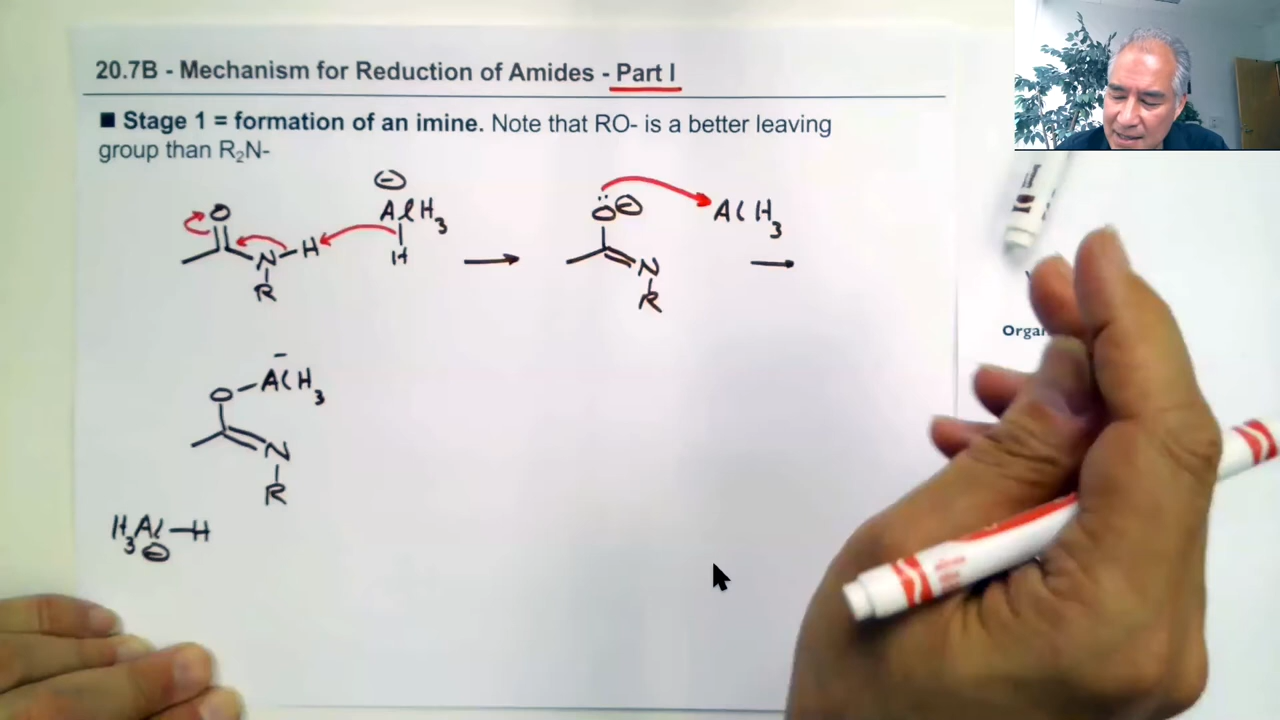 20.7B - Mechanism for Reduction of Amides - Part I
■ Stage 1 = formation of an imine. Note that RO- is a better leaving
group than R₂N-
⊖
O AlH₃ :O⊖ AlH₃
N-H H N
R R
O-AlH₃
N
R
H₃Al-H
⊖
Organ